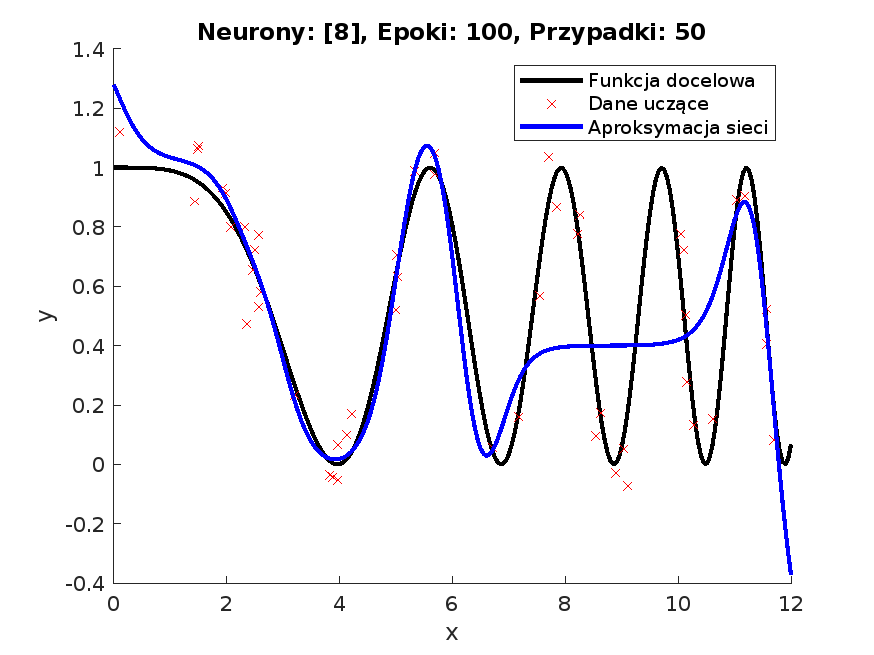 Neurony: [8], Epoki: 100, Przypadki: 50
Funkcja docelowa
Dane uczące
Aproksymacja sieci
y
1.4
1.2
1
0.8
0.6
0.4
0.2
0
-0.2
-0.4
0 2 4 6 8 10 12
x